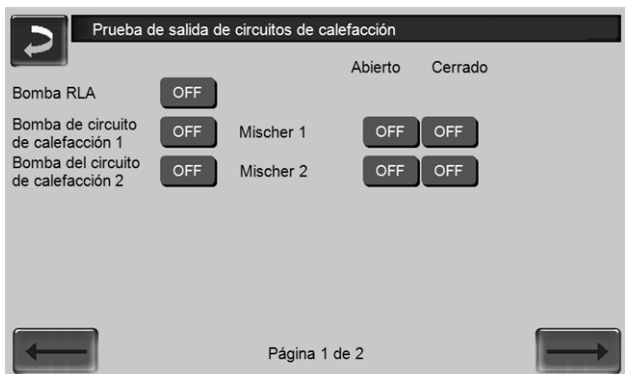 Prueba de salida de circuitos de calefacción
Abierto Cerrado
Bomba RLA OFF
Bomba de circuito
de calefacción 1 OFF Mischer 1 OFF OFF
Bomba del circuito
de calefacción 2 OFF Mischer 2 OFF OFF
Página 1 de 2